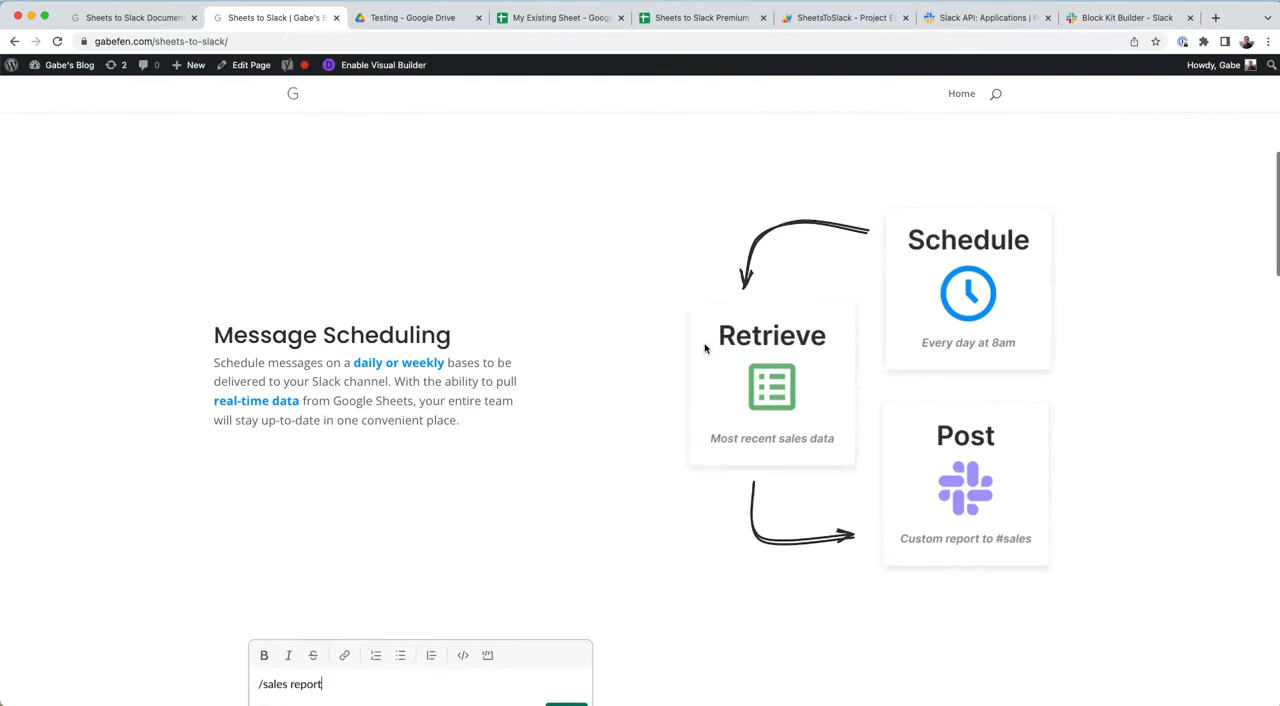 Sheets to Slack Document
Sheets to Slack | Gabe's B
Testing - Google Drive
My Existing Sheet - Goog
Sheets to Slack Premium
SheetsToSlack - Project E
Slack API: Applications | F
Block Kit Builder - Slack
gabefen.com/sheets-to-slack/
Gabe's Blog
2
0
New
Edit Page
Enable Visual Builder
Howdy, Gabe
G
Home
Schedule
Every day at 8am
Message Scheduling
Schedule messages on a daily or weekly bases to be
delivered to your Slack channel. With the ability to pull
real-time data from Google Sheets, your entire team
will stay up-to-date in one convenient place.
Retrieve
Most recent sales data
Post
Custom report to #sales
B I S
/sales report